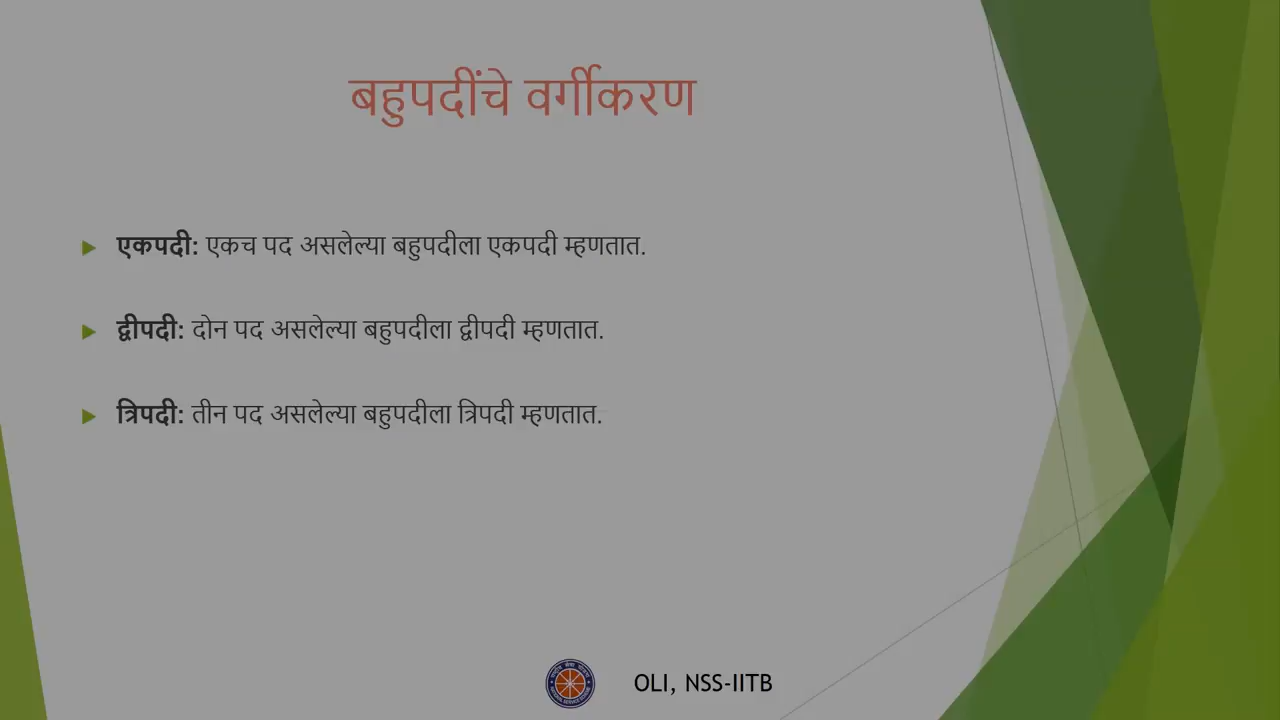 बहुपदींचे वर्गीकरण
एकपदी: एकच पद असलेल्या बहुपदीला एकपदी म्हणतात.
द्वीपदी: दोन पद असलेल्या बहुपदीला द्वीपदी म्हणतात.
त्रिपदी: तीन पद असलेल्या बहुपदीला त्रिपदी म्हणतात.
OLI, NSS-IITB